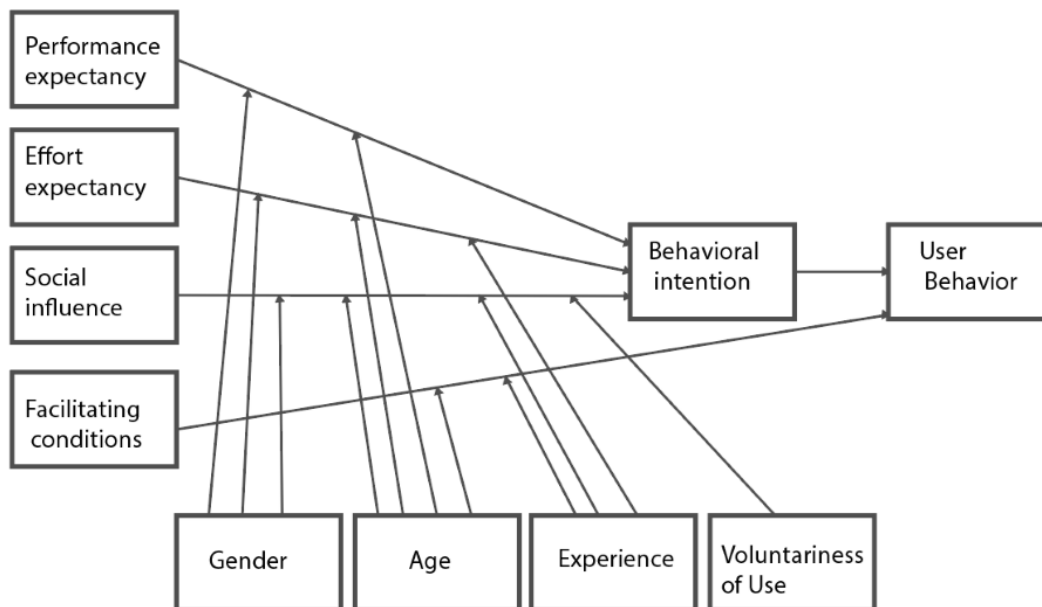 Performance
expectancy
Effort
expectancy
Social
influence
Facilitating
conditions
Behavioral
intention
User
Behavior
Gender
Age
Experience
Voluntariness
of Use